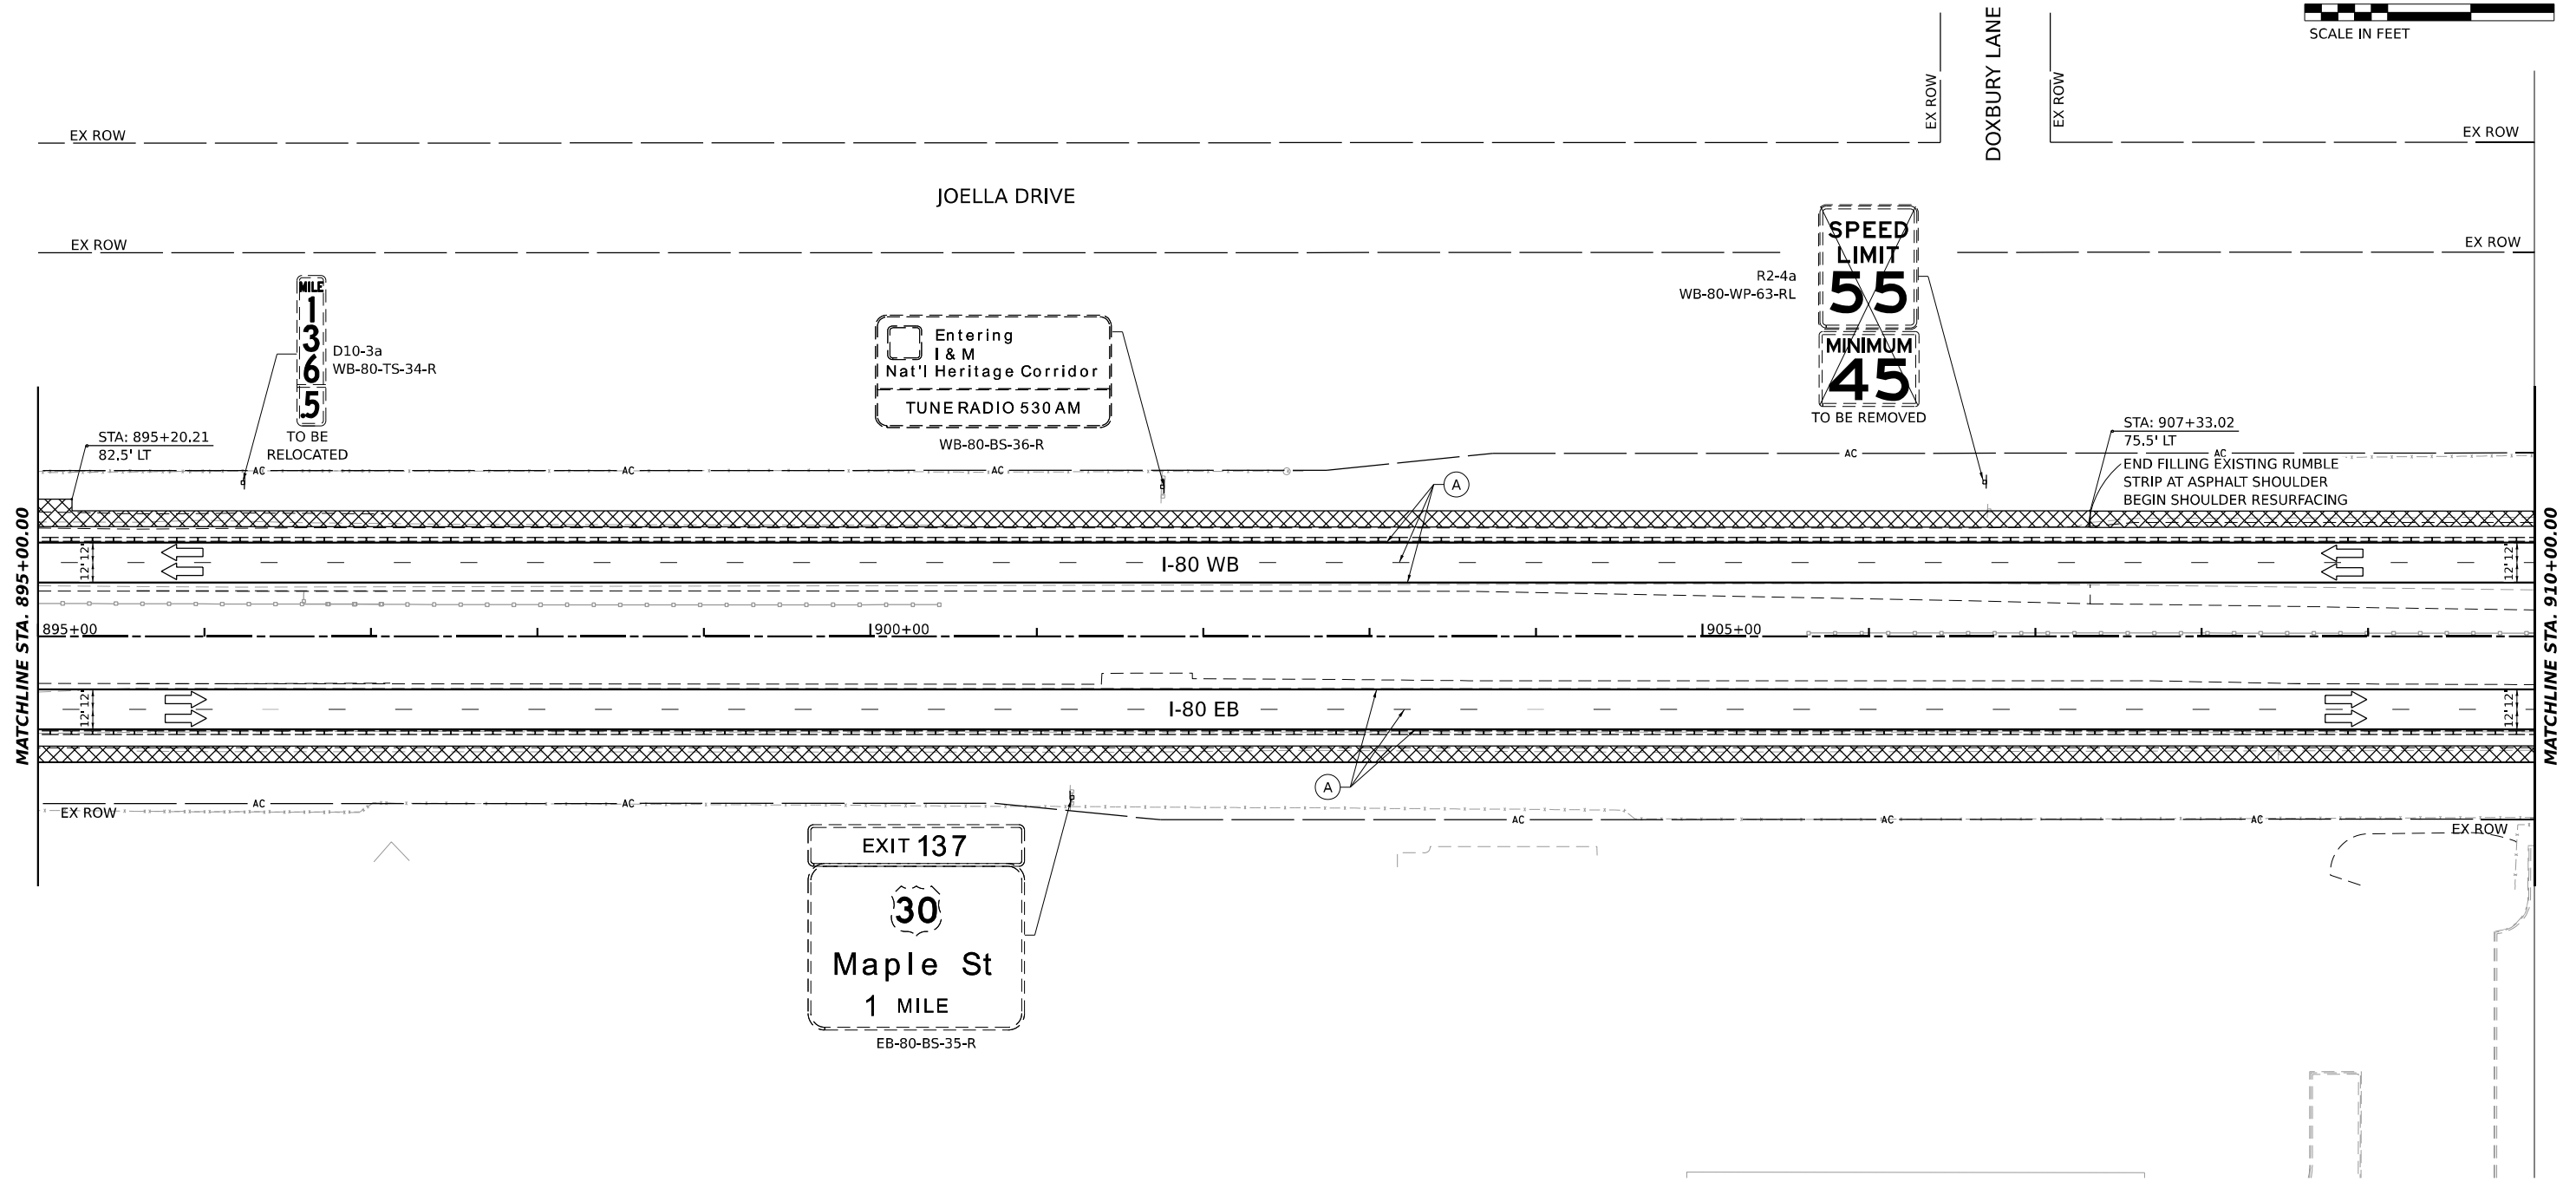 SCALE IN FEET
DOXBURY LANE
EX ROW
EX ROW
EX ROW
EX ROW
JOELLA DRIVE
EX ROW
EX ROW
SPEED
LIMIT
55
MINIMUM
45
R2-4a
WB-80-WP-63-RL
TO BE REMOVED
MILE
1
3
6
.5
D10-3a
WB-80-TS-34-R
TO BE
RELOCATED
Entering
I & M
Nat'l Heritage Corridor
TUNE RADIO 530 AM
WB-80-BS-36-R
STA: 895+20.21
82.5' LT
STA: 907+33.02
75.5' LT
END FILLING EXISTING RUMBLE
STRIP AT ASPHALT SHOULDER
BEGIN SHOULDER RESURFACING
AC
AC
AC
AC
AC
A
MATCHLINE STA. 895+00.00
MATCHLINE STA. 910+00.00
12' 12'
I-80 WB
12' 12'
895+00
900+00
905+00
12' 12'
I-80 EB
12' 12'
A
AC
AC
AC
AC
AC
EX ROW
EX ROW
EXIT 137
30
Maple St
1 MILE
EB-80-BS-35-R